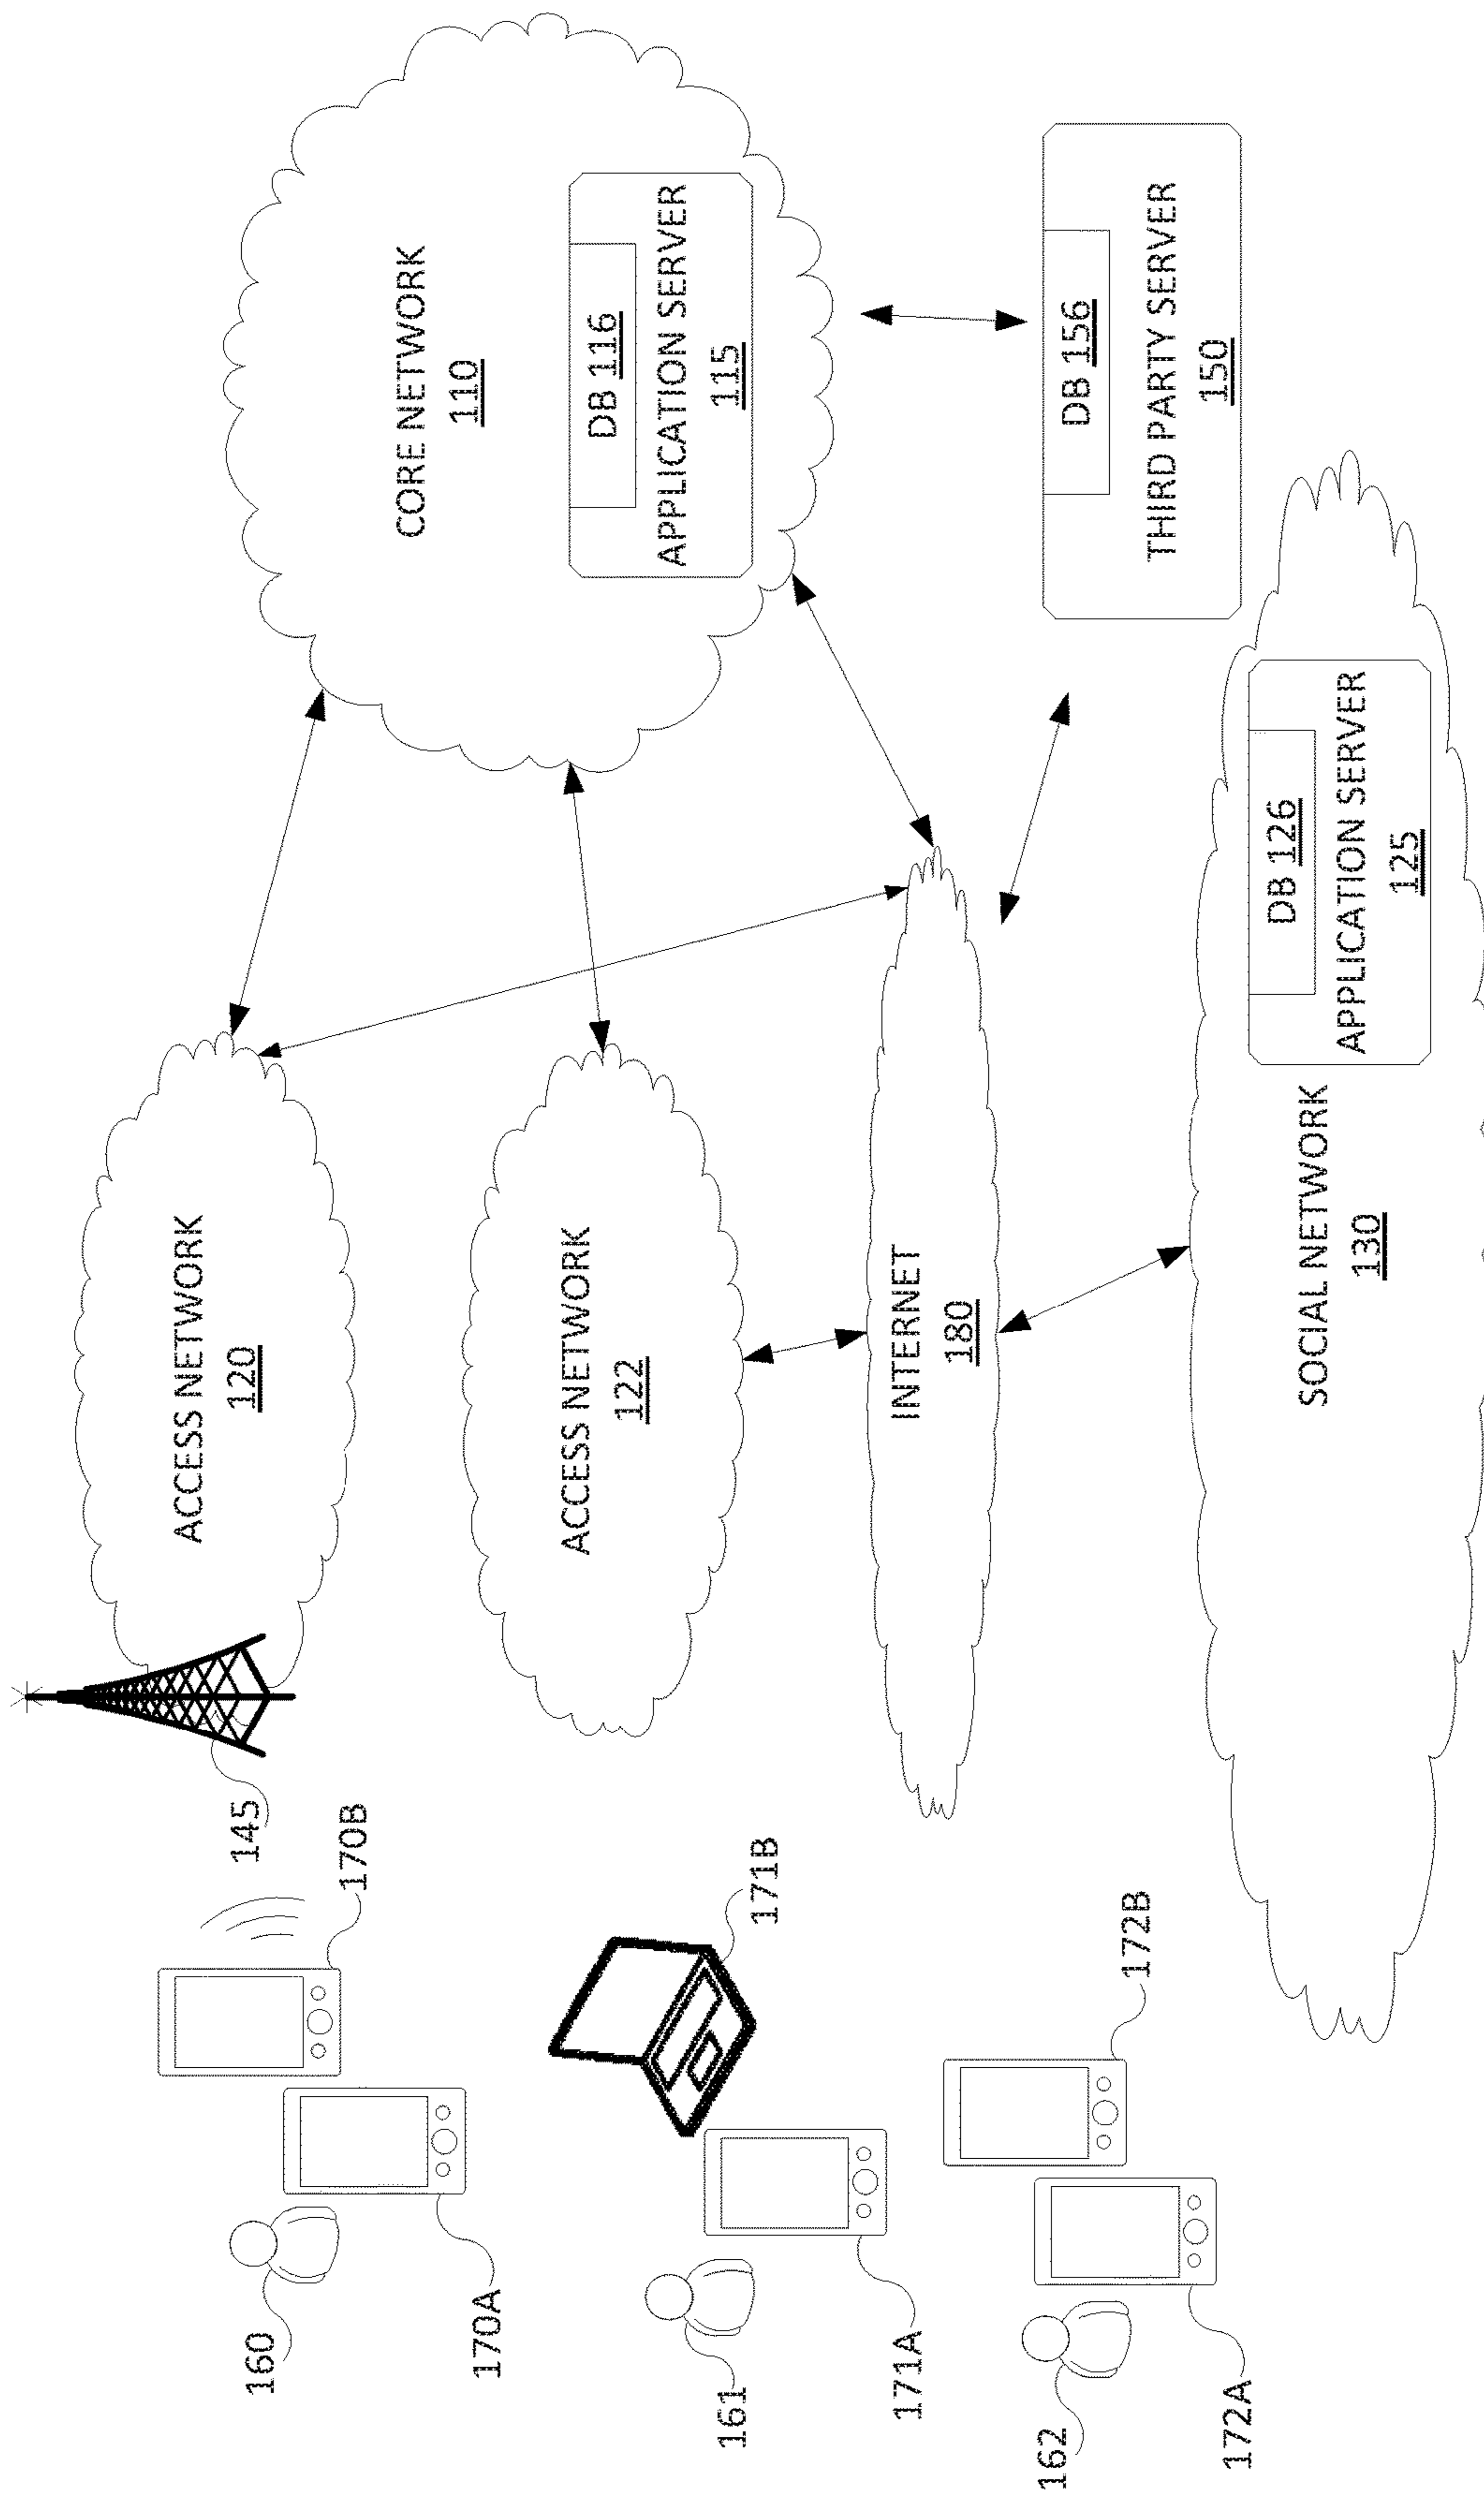 145
ACCESS NETWORK
120
CORE NETWORK
110
DB 116
APPLICATION SERVER
115
160
170A
170B
ACCESS NETWORK
122
161
171A
171B
INTERNET
180
DB 156
THIRD PARTY SERVER
150
162
172A
172B
SOCIAL NETWORK
130
DB 126
APPLICATION SERVER
125